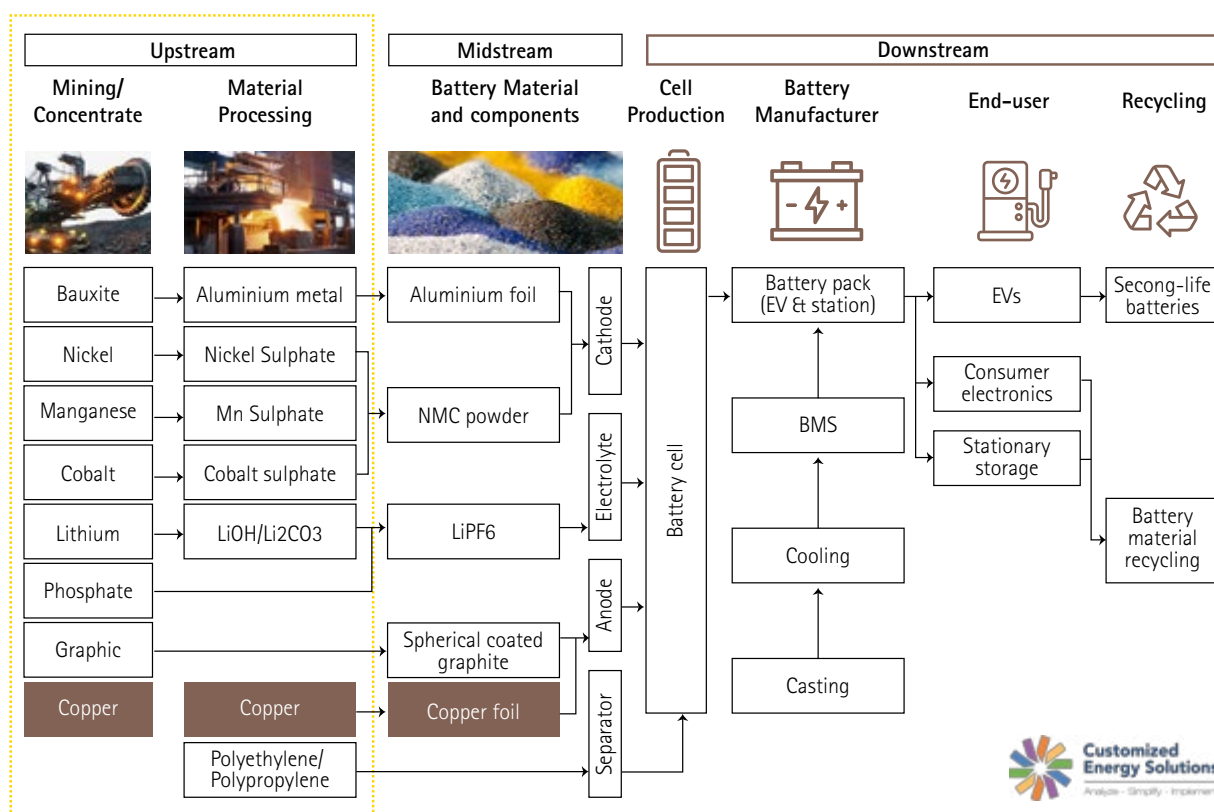 Upstream
Midstream
Downstream
Mining/
Concentrate
Material
Processing
Battery Material
and components
Cell
Production
Battery
Manufacturer
End-user
Recycling
Bauxite
Aluminium metal
Aluminium foil
Cathode
Battery cell
Battery pack
(EV & station)
EVs
Secong-life
batteries
Nickel
Nickel Sulphate
Consumer
electronics
Manganese
Mn Sulphate
NMC powder
BMS
Electrolyte
Stationary
storage
Cobalt
Cobalt sulphate
Lithium
LiOH/Li2CO3
LiPF6
Cooling
Battery
material
recycling
Phosphate
Anode
Graphic
Spherical coated
graphite
Casting
Copper
Copper
Copper foil
Separator
Polyethylene/
Polypropylene
Customized
Energy Solutions
Analyze - Simplify - Implement